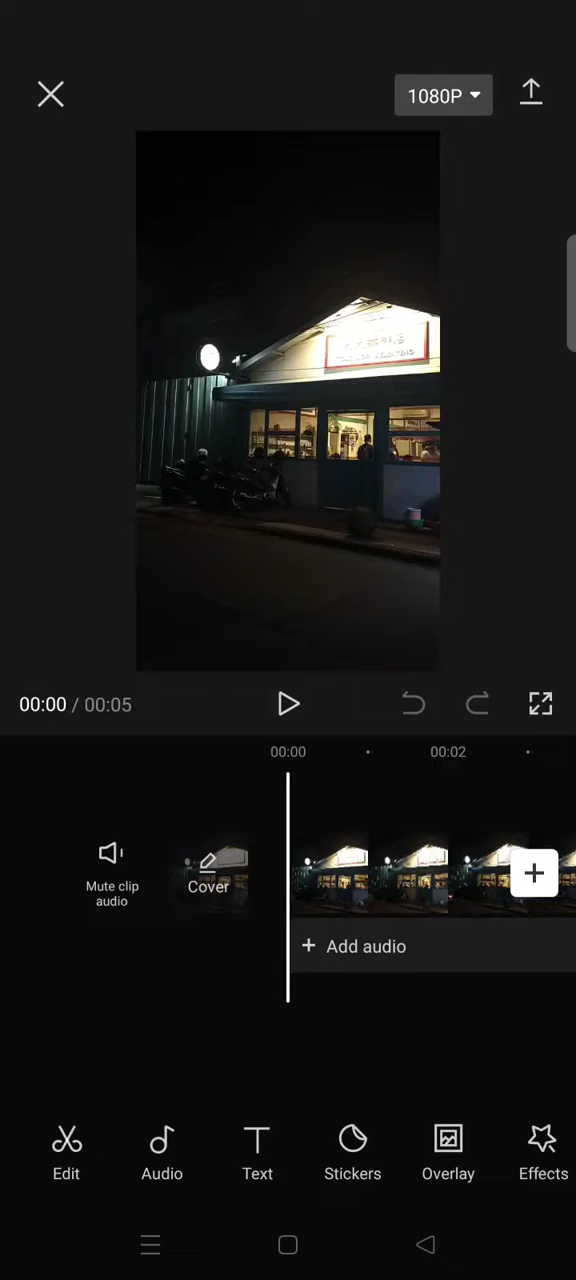 1080P
00:00 / 00:05
00:00
00:02
Mute clip
audio
Cover
Add audio
Edit
Audio
Text
Stickers
Overlay
Effects